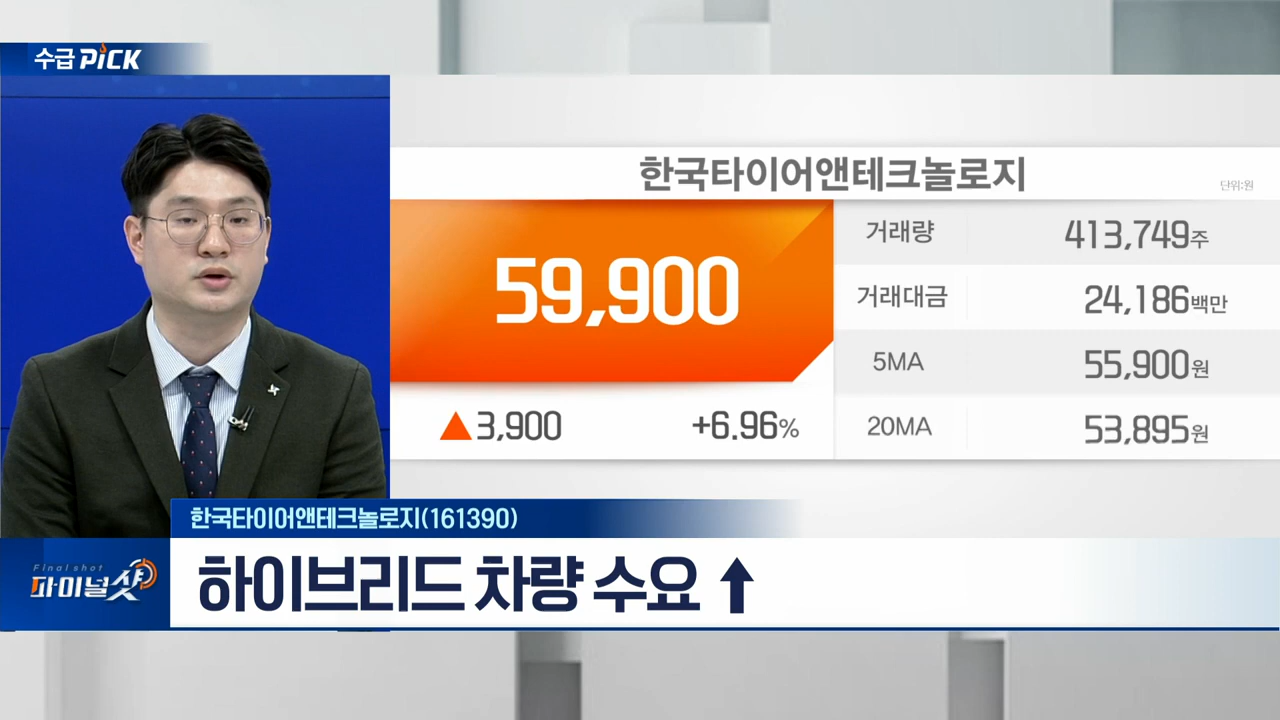 수급 PiCK
한국타이어앤테크놀로지
단위:원
59,900
▲3,900 +6.96%
거래량 413,749주
거래대금 24,186백만
5MA 55,900원
20MA 53,895원
한국타이어앤테크놀로지(161390)
Final shot
파이널샷
하이브리드 차량 수요 ↑